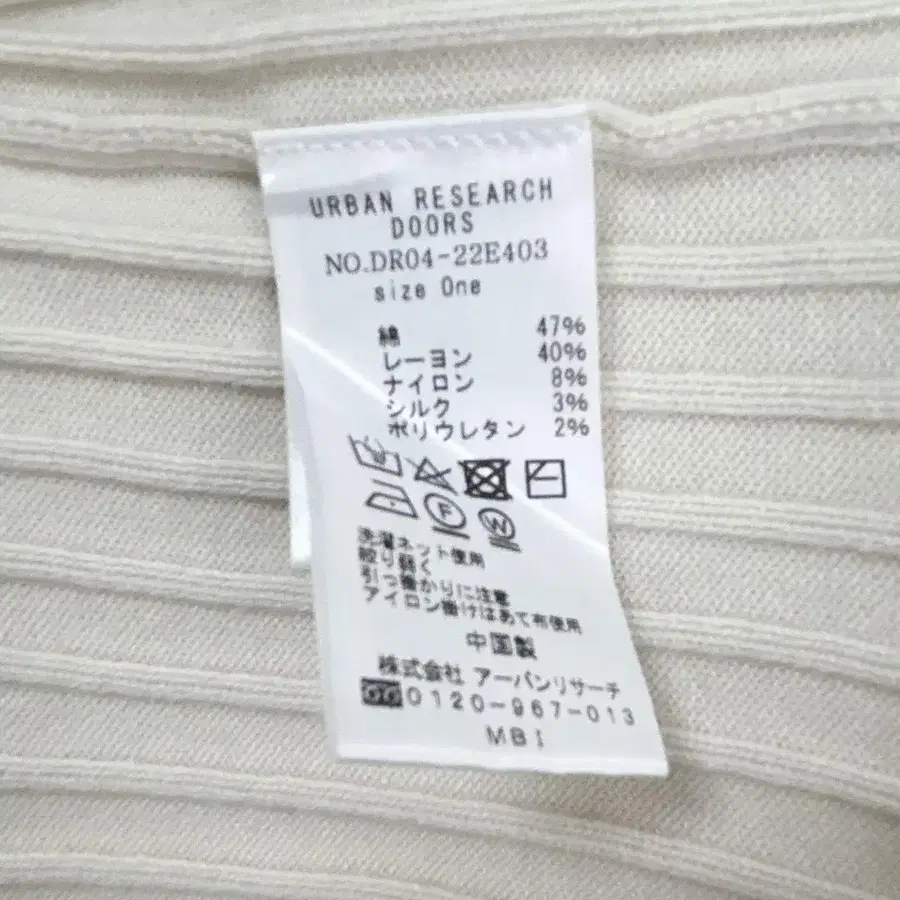 URBAN RESEARCH
DOORS
NO.DR04-22E403
size One
綿 47%
レーヨン 40%
ナイロン 8%
シルク 3%
ポリウレタン 2%
F W
洗濯ネット使用
絞り弱く
引っ掛かりに注意
アイロン掛けはあて布使用
中国製
株式会社 アーバンリサーチ
0120-967-013
MBI